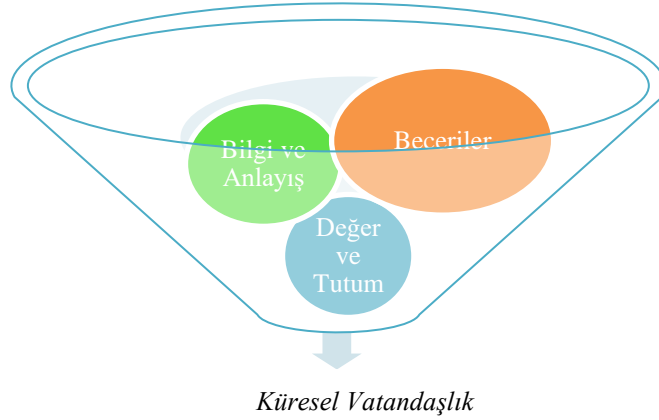 Bilgi ve
Anlayış
Beceriler
Değer
ve
Tutum
Küresel Vatandaşlık